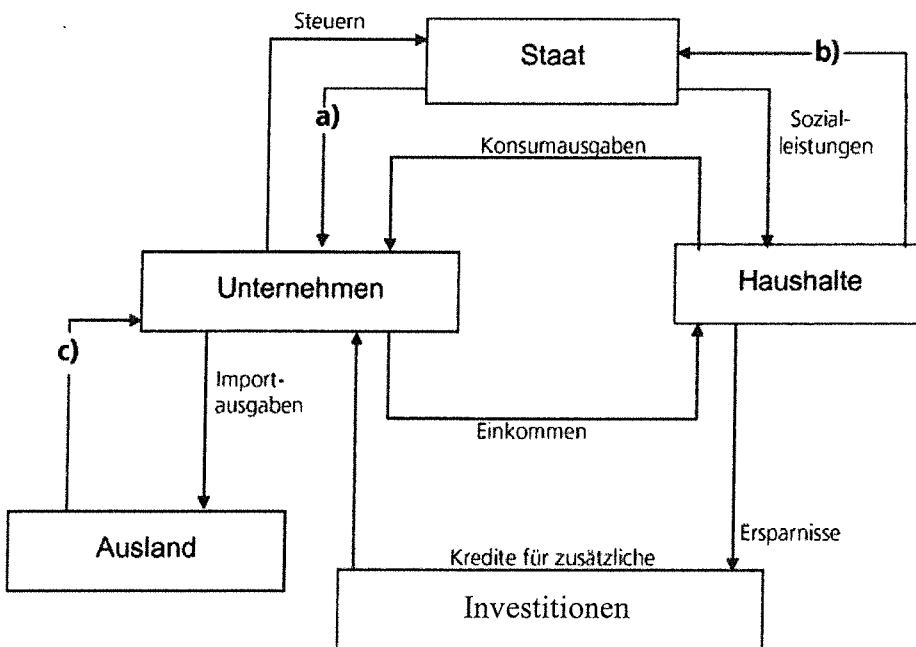 Steuern
Staat
b)
a)
Sozial-
leistungen
Konsumausgaben
Unternehmen
Haushalte
c)
Import-
ausgaben
Einkommen
Ausland
Ersparnisse
Kredite für zusätzliche
Investitionen